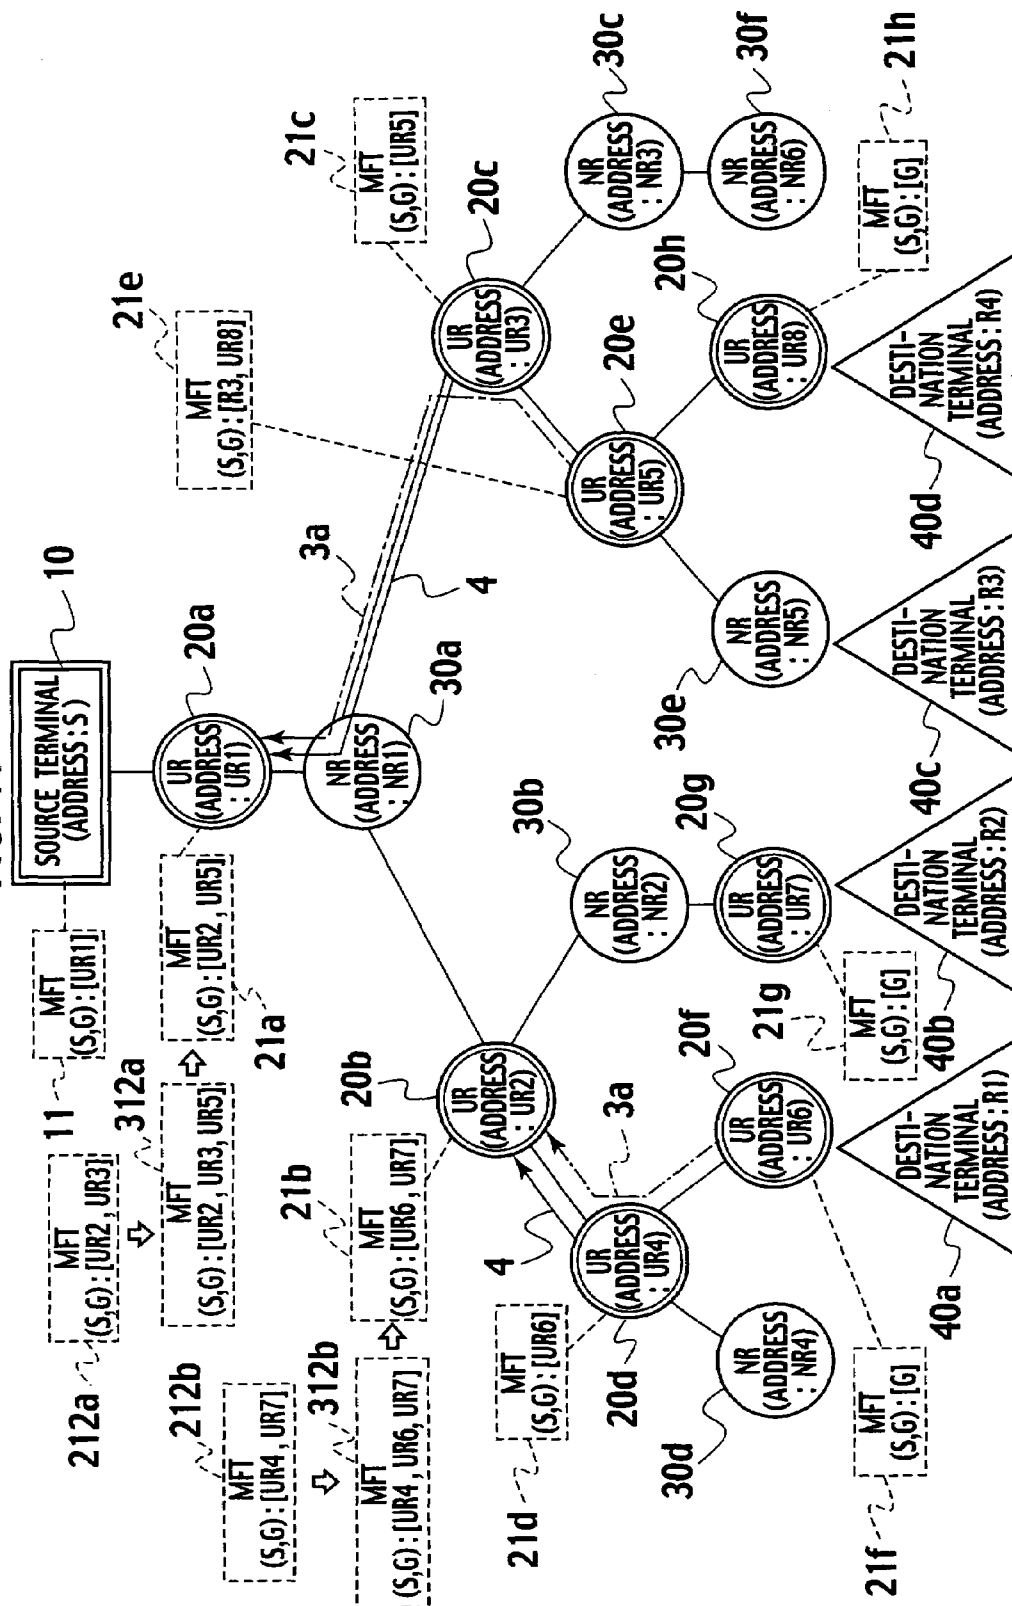 SOURCE TERMINAL
(ADDRESS:S)
10
MFT
(S,G):[UR1]
11
UR
(ADDRESS
: UR1)
20a
MFT
(S,G):[UR2, UR3]
212a
MFT
(S,G):[UR2, UR3, UR5]
312a
MFT
(S,G):[UR2, UR5]
21a
NR
(ADDRESS
: NR1)
30a
3a
4
MFT
(S,G):[R3, UR8]
21e
MFT
(S,G):[UR5]
21c
UR
(ADDRESS
: UR3)
20c
UR
(ADDRESS
: UR2)
20b
MFT
(S,G):[UR4, UR7]
212b
MFT
(S,G):[UR4, UR6, UR7]
312b
MFT
(S,G):[UR6, UR7]
21b
4
3a
MFT
(S,G):[UR6]
21d
UR
(ADDRESS
: UR4)
20d
NR
(ADDRESS
: NR2)
30b
UR
(ADDRESS
: UR5)
20e
NR
(ADDRESS
: NR3)
30c
NR
(ADDRESS
: NR4)
30d
UR
(ADDRESS
: UR6)
20f
UR
(ADDRESS
: UR7)
20g
NR
(ADDRESS
: NR5)
30e
UR
(ADDRESS
: UR8)
20h
NR
(ADDRESS
: NR6)
30f
MFT
(S,G):[G]
21f
MFT
(S,G):[G]
21g
MFT
(S,G):[G]
21h
DESTI-
NATION
TERMINAL
(ADDRESS:R1)
40a
DESTI-
NATION
TERMINAL
(ADDRESS:R2)
40b
DESTI-
NATION
TERMINAL
(ADDRESS:R3)
40c
DESTI-
NATION
TERMINAL
(ADDRESS:R4)
40d